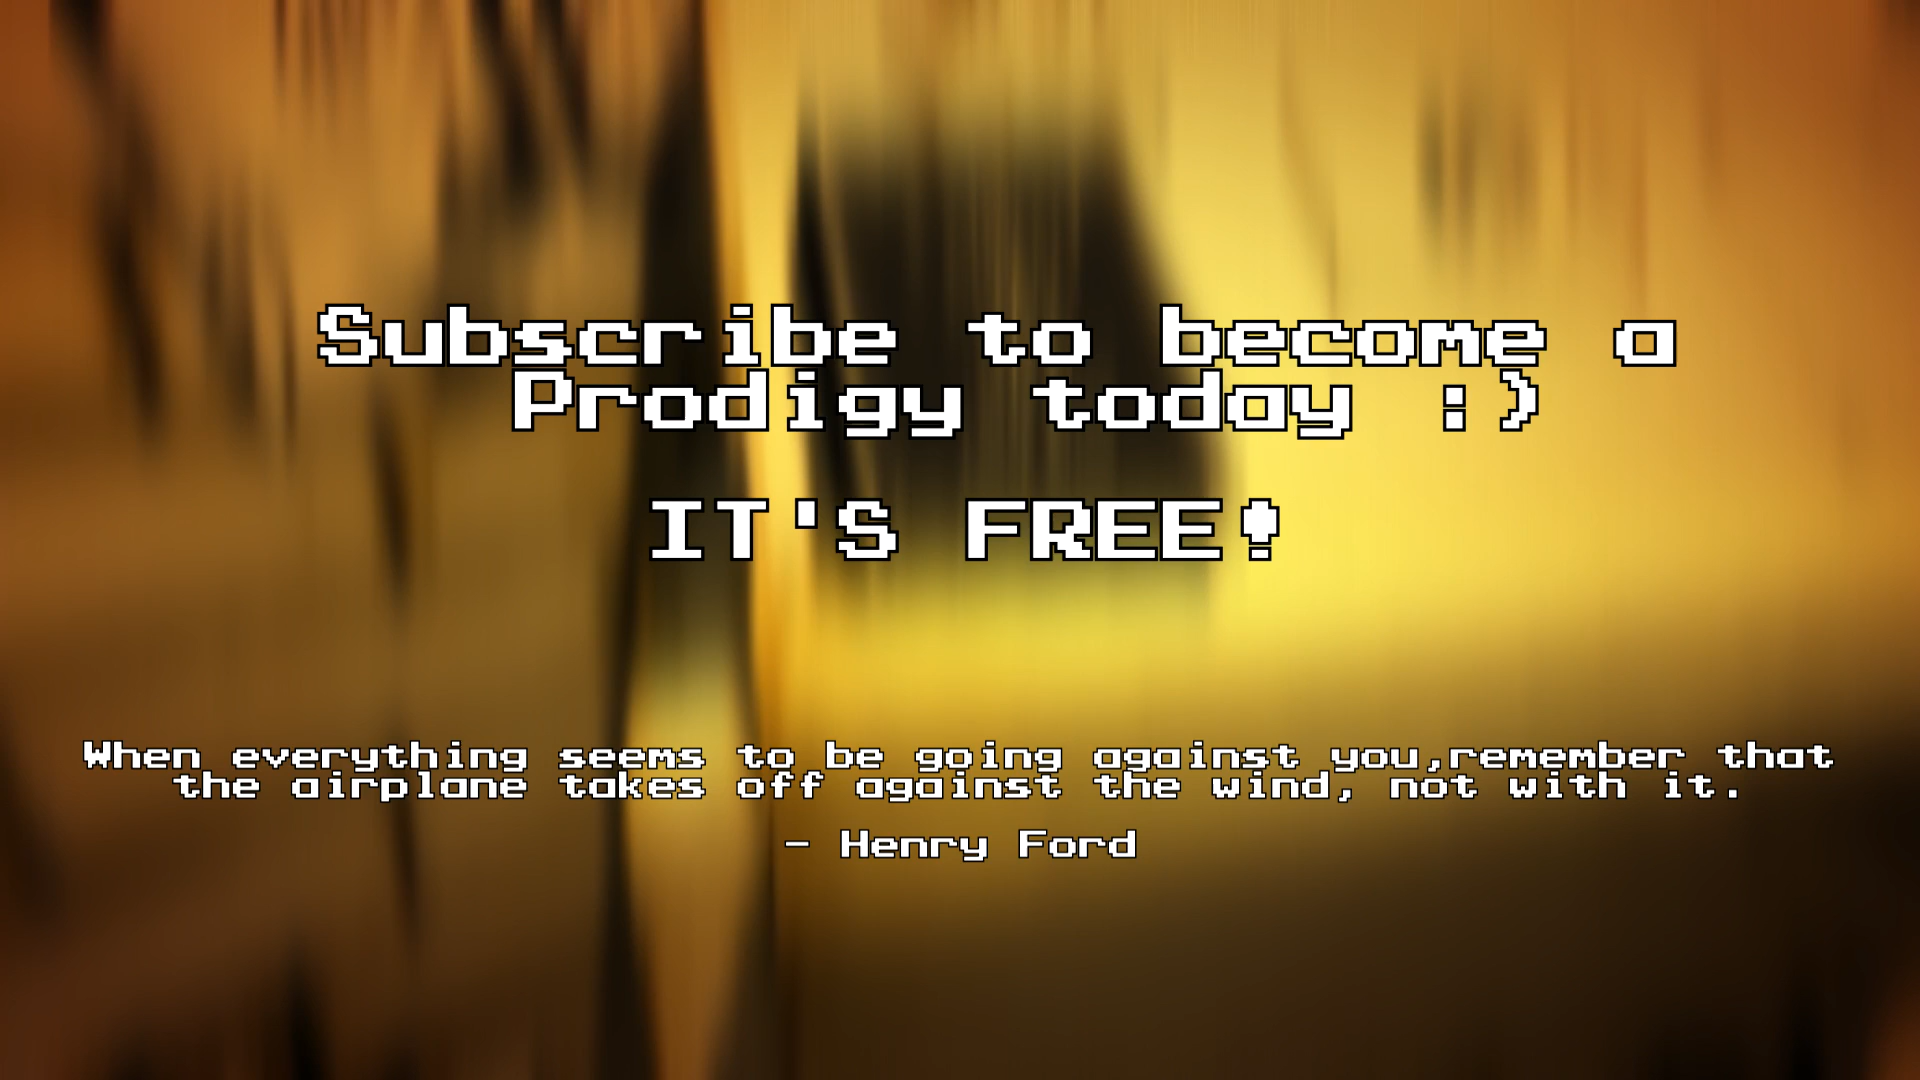 Subscribe to become a
Prodigy today :)
IT'S FREE!
When everything seems to be going against you,remember that
the airplane takes off against the wind, not with it.
- Henry Ford